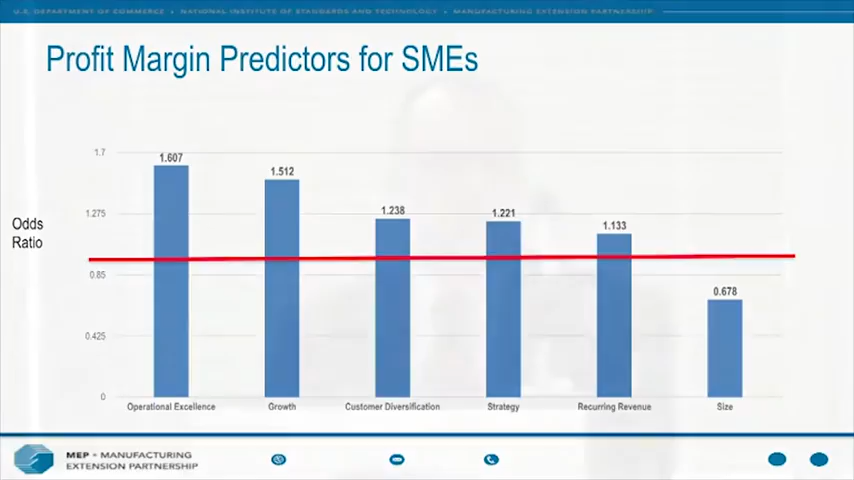 U.S. DEPARTMENT OF COMMERCE • NATIONAL INSTITUTE OF STANDARDS AND TECHNOLOGY • MANUFACTURING EXTENSION PARTNERSHIP
Profit Margin Predictors for SMEs
Odds
Ratio
1.7
1.275
0.85
0.425
0
1.607
1.512
1.238
1.221
1.133
0.678
Operational Excellence
Growth
Customer Diversification
Strategy
Recurring Revenue
Size
MEP • MANUFACTURING
EXTENSION PARTNERSHIP